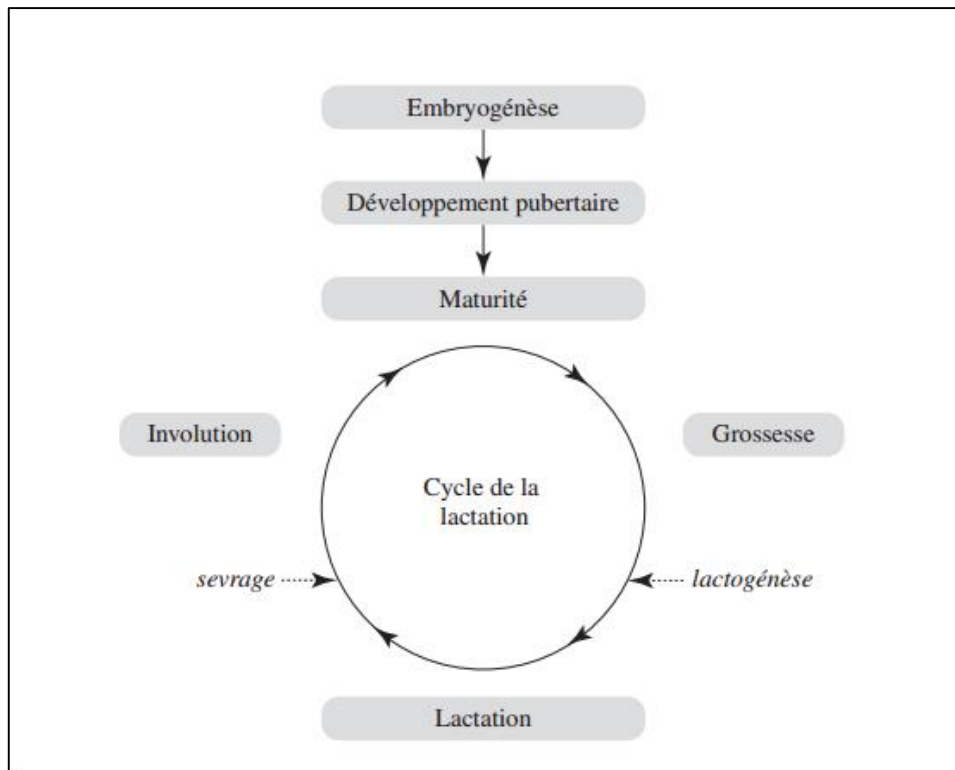 Embryogénèse
Développement pubertaire
Maturité
Involution
Grossesse
Cycle de la
lactation
sevrage
lactogénèse
Lactation